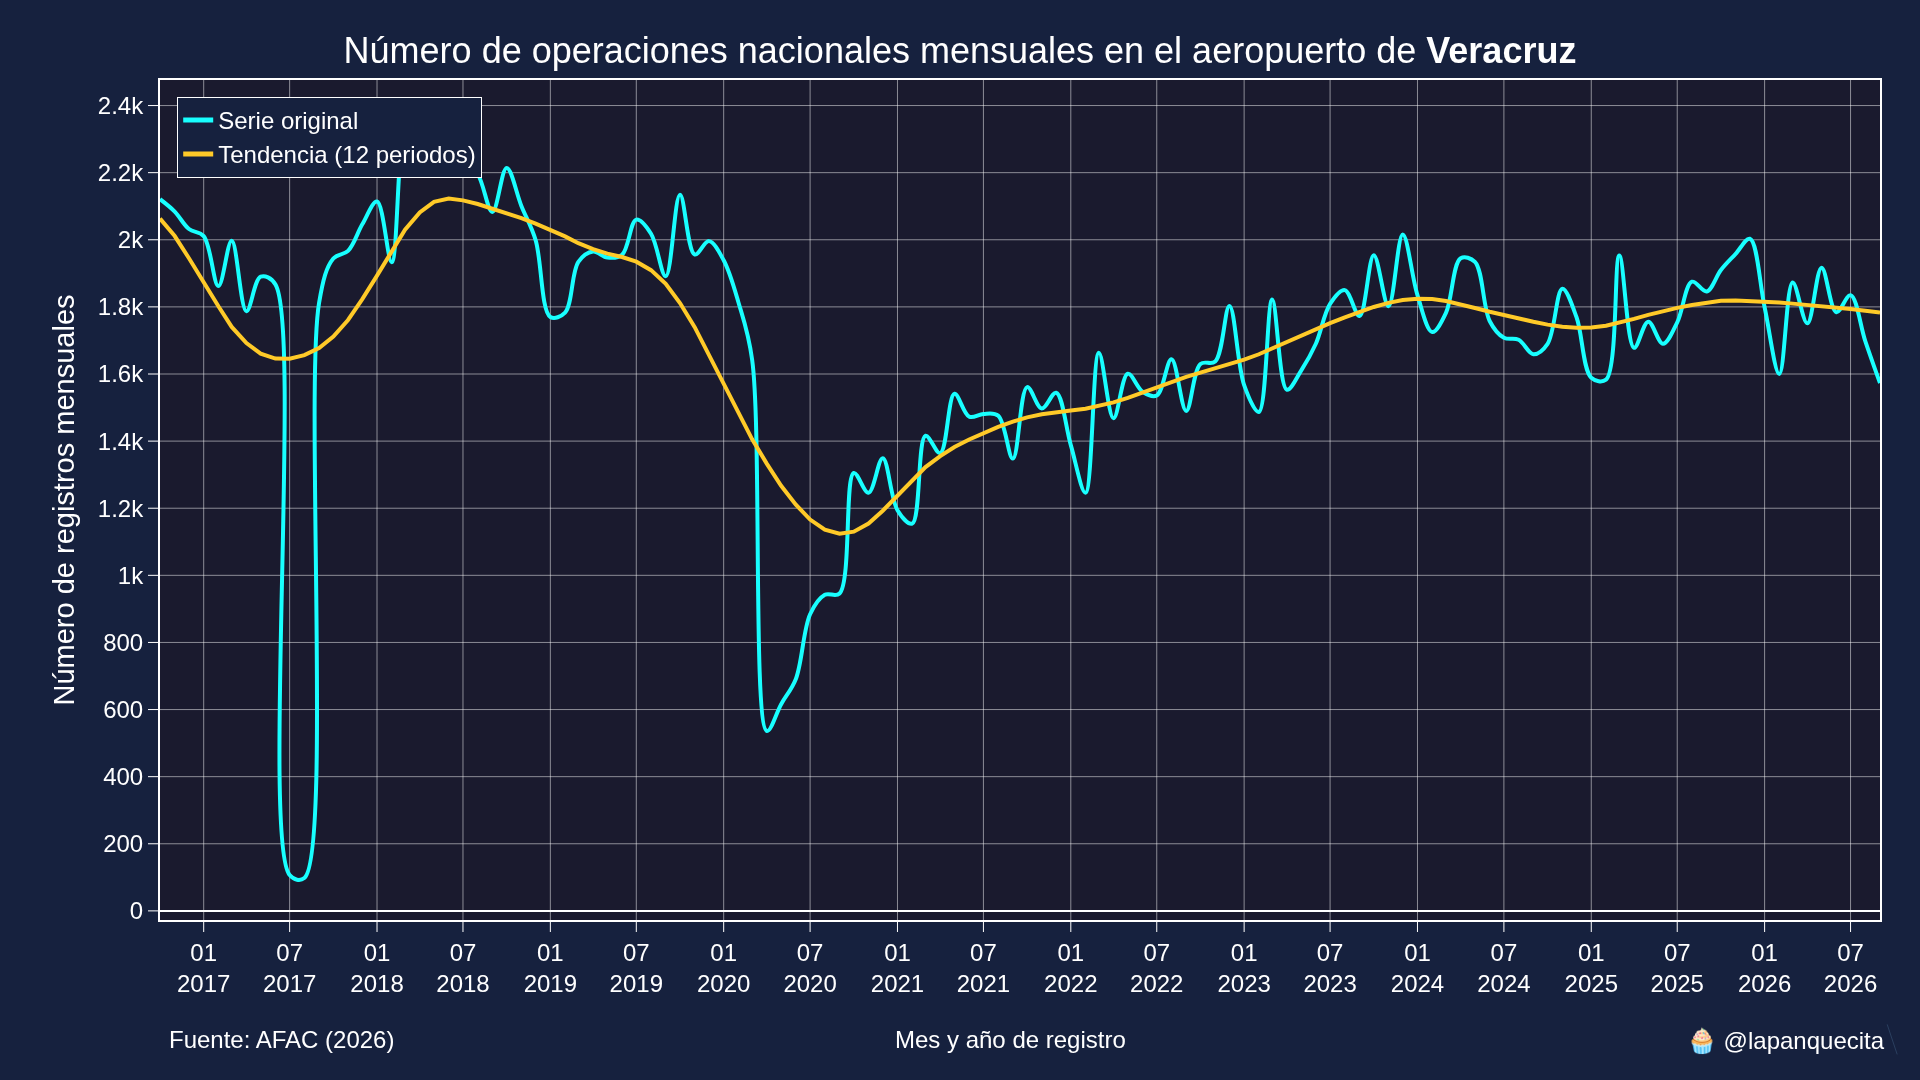 Número de operaciones nacionales mensuales en el aeropuerto de Veracruz
Serie original
Tendencia (12 periodos)
Número de registros mensuales
2.4k
2.2k
2k
1.8k
1.6k
1.4k
1.2k
1k
800
600
400
200
0
01 07 01 07 01 07 01 07 01 07 01 07 01 07 01 07 01 07 01 07
2017 2017 2018 2018 2019 2019 2020 2020 2021 2021 2022 2022 2023 2023 2024 2024 2025 2025 2026 2026
Fuente: AFAC (2026)
Mes y año de registro
🧁 @lapanquecita